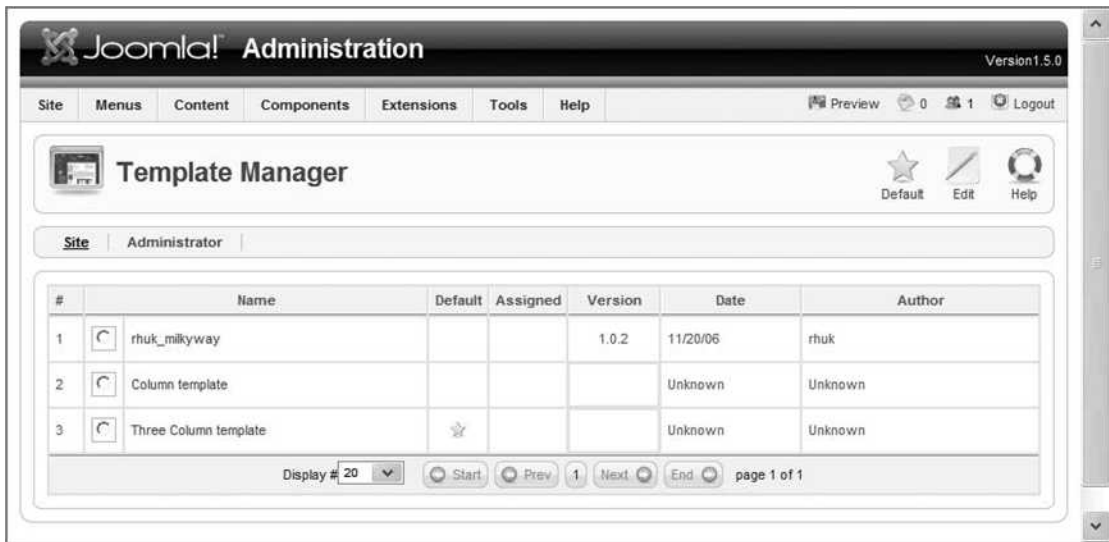 Joomla! Administration
Version1.5.0
Site Menus Content Components Extensions Tools Help Preview 0 1 Logout
Template Manager
Default Edit Help
Site Administrator
# Name Default Assigned Version Date Author
1 rhuk_milkyway 1.0.2 11/20/06 rhuk
2 Column template Unknown Unknown
3 Three Column template Unknown Unknown
Display # 20 Start Prev 1 Next End page 1 of 1